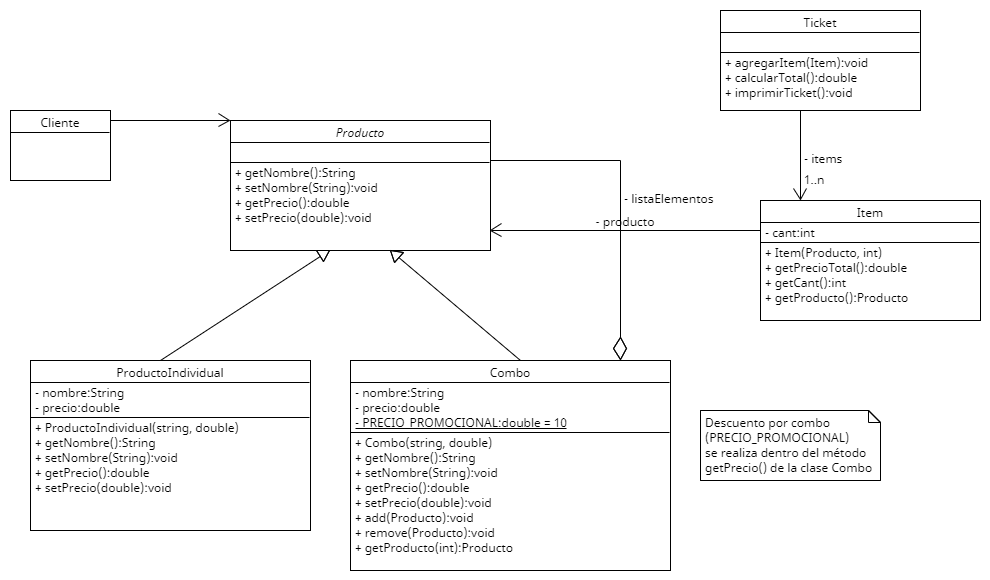 Ticket
+ agregarItem(Item):void
+ calcularTotal():double
+ imprimirTicket():void
Cliente
Producto
+ getNombre():String
+ setNombre(String):void
+ getPrecio():double
+ setPrecio(double):void
- items
1..n
- listaElementos
- producto
Item
- cant:int
+ Item(Producto, int)
+ getPrecioTotal():double
+ getCant():int
+ getProducto():Producto
ProductoIndividual
- nombre:String
- precio:double
+ ProductoIndividual(string, double)
+ getNombre():String
+ setNombre(String):void
+ getPrecio():double
+ setPrecio(double):void
Combo
- nombre:String
- precio:double
- PRECIO_PROMOCIONAL:double = 10
+ Combo(string, double)
+ getNombre():String
+ setNombre(String):void
+ getPrecio():double
+ setPrecio(double):void
+ add(Producto):void
+ remove(Producto):void
+ getProducto(int):Producto
Descuento por combo
(PRECIO_PROMOCIONAL)
se realiza dentro del método
getPrecio() de la clase Combo